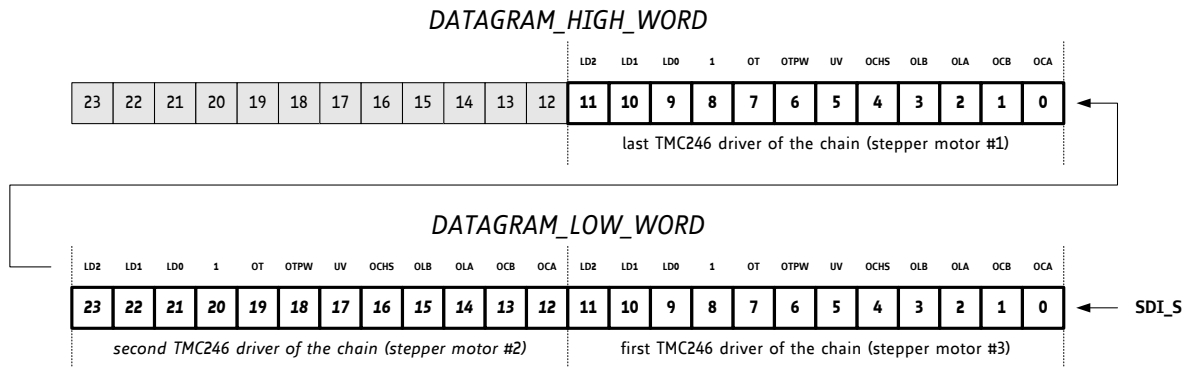 DATAGRAM_HIGH_WORD
LD2 LD1 LD0 1 OT OTPW UV OCHS OLB OLA OCB OCA
23 22 21 20 19 18 17 16 15 14 13 12 11 10 9 8 7 6 5 4 3 2 1 0
last TMC246 driver of the chain (stepper motor #1)
DATAGRAM_LOW_WORD
LD2 LD1 LD0 1 OT OTPW UV OCHS OLB OLA OCB OCA LD2 LD1 LD0 1 OT OTPW UV OCHS OLB OLA OCB OCA
23 22 21 20 19 18 17 16 15 14 13 12 11 10 9 8 7 6 5 4 3 2 1 0 SDI_S
second TMC246 driver of the chain (stepper motor #2) first TMC246 driver of the chain (stepper motor #3)